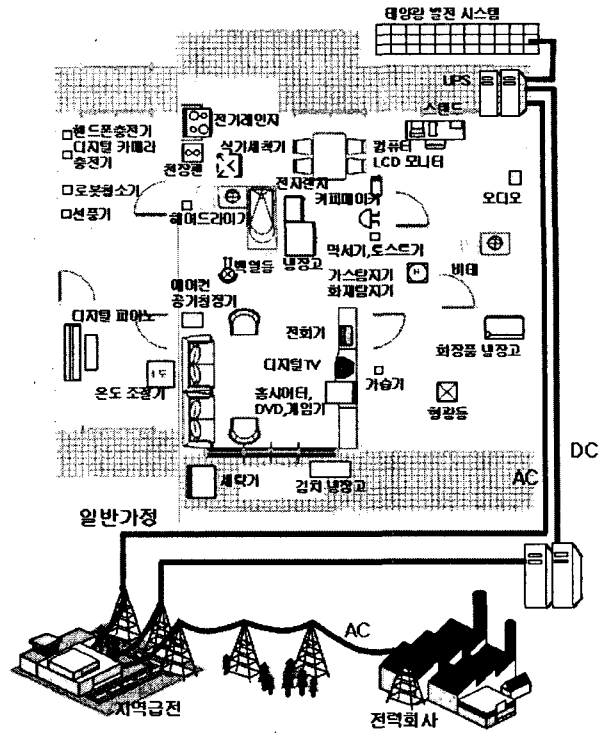 태양광 발전 시스템
UPS
스탠드
전기레인지
핸드폰충전기
디지털 카메라
충전기
식기세척기
컴퓨터
LCD 모니터
환장팬
전자렌지
로봇청소기
커피메이커
오디오
선풍기
헤어드라이기
믹서기,토스트기
백열등
냉장고
가스탐지기
화재탐지기
비데
에어컨
공기청정기
디지털 피아노
전화기
화장품 냉장고
디지털TV
온도 조절기
가습기
홈시어터,
DVD,게임기
형광등
DC
세탁기
김치 냉장고
AC
일반가정
AC
지역급전
전력회사